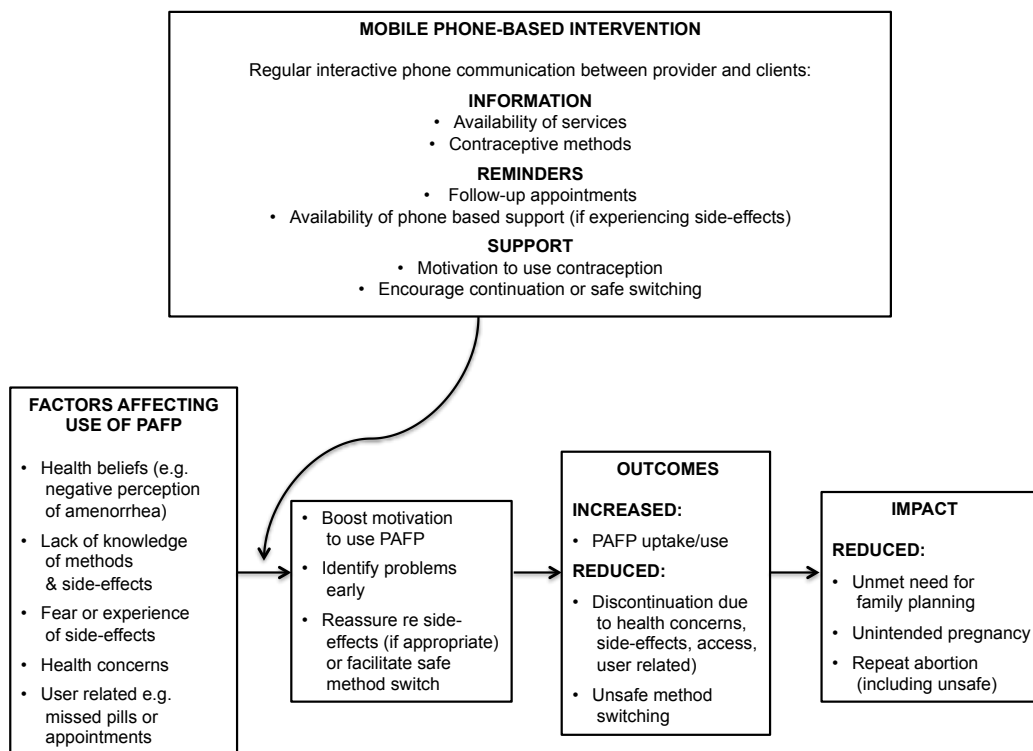 MOBILE PHONE-BASED INTERVENTION
Regular interactive phone communication between provider and clients:
INFORMATION
• Availability of services
• Contraceptive methods
REMINDERS
• Follow-up appointments
• Availability of phone based support (if experiencing side-effects)
SUPPORT
• Motivation to use contraception
• Encourage continuation or safe switching
FACTORS AFFECTING
USE OF PAFP
• Health beliefs (e.g.
negative perception
of amenorrhea)
• Lack of knowledge
of methods
& side-effects
• Fear or experience
of side-effects
• Health concerns
• User related e.g.
missed pills or
appointments
• Boost motivation
to use PAFP
• Identify problems
early
• Reassure re side-
effects (if appropriate)
or facilitate safe
method switch
OUTCOMES
INCREASED:
• PAFP uptake/use
REDUCED:
• Discontinuation due
to health concerns,
side-effects, access,
user related)
• Unsafe method
switching
IMPACT
REDUCED:
• Unmet need for
family planning
• Unintended pregnancy
• Repeat abortion
(including unsafe)